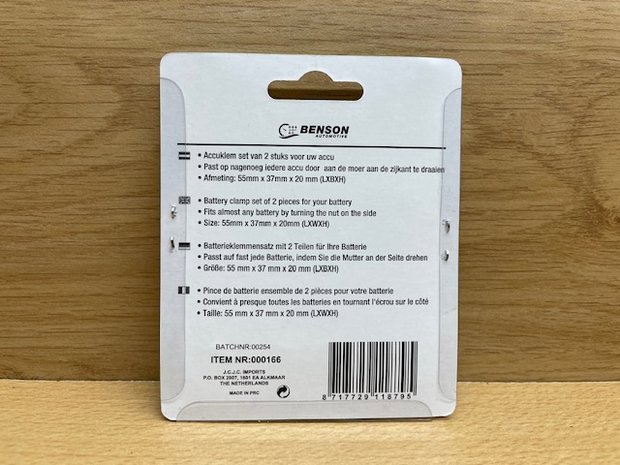 BENSON
AUTOMOTIVE
• Accuklem set van 2 stuks voor uw accu
• Past op nagenoeg iedere accu door aan de moer aan de zijkant te draaien
• Afmeting: 55mm x 37mm x 20 mm (LXBXH)
• Battery clamp set of 2 pieces for your battery
• Fits almost any battery by turning the nut on the side
• Size: 55mm x 37mm x 20mm (LXWXH)
• Batterieklemmensatz mit 2 Teilen für Ihre Batterie
• Passt auf fast jede Batterie, indem Sie die Mutter an der Seite drehen
• Größe: 55 mm x 37 mm x 20 mm (LXBXH)
• Pince de batterie ensemble de 2 pièces pour votre batterie
• Convient à presque toutes les batteries en tournant l'écrou sur le côté
• Taille: 55 mm x 37 mm x 20 mm (LXWXH)
BATCHNR:00254
ITEM NR:000166
J.C.J.C. IMPORTS
P.O. BOX 2007, 1801 EA ALKMAAR
THE NETHERLANDS
MADE IN PRC
8 717729 118795